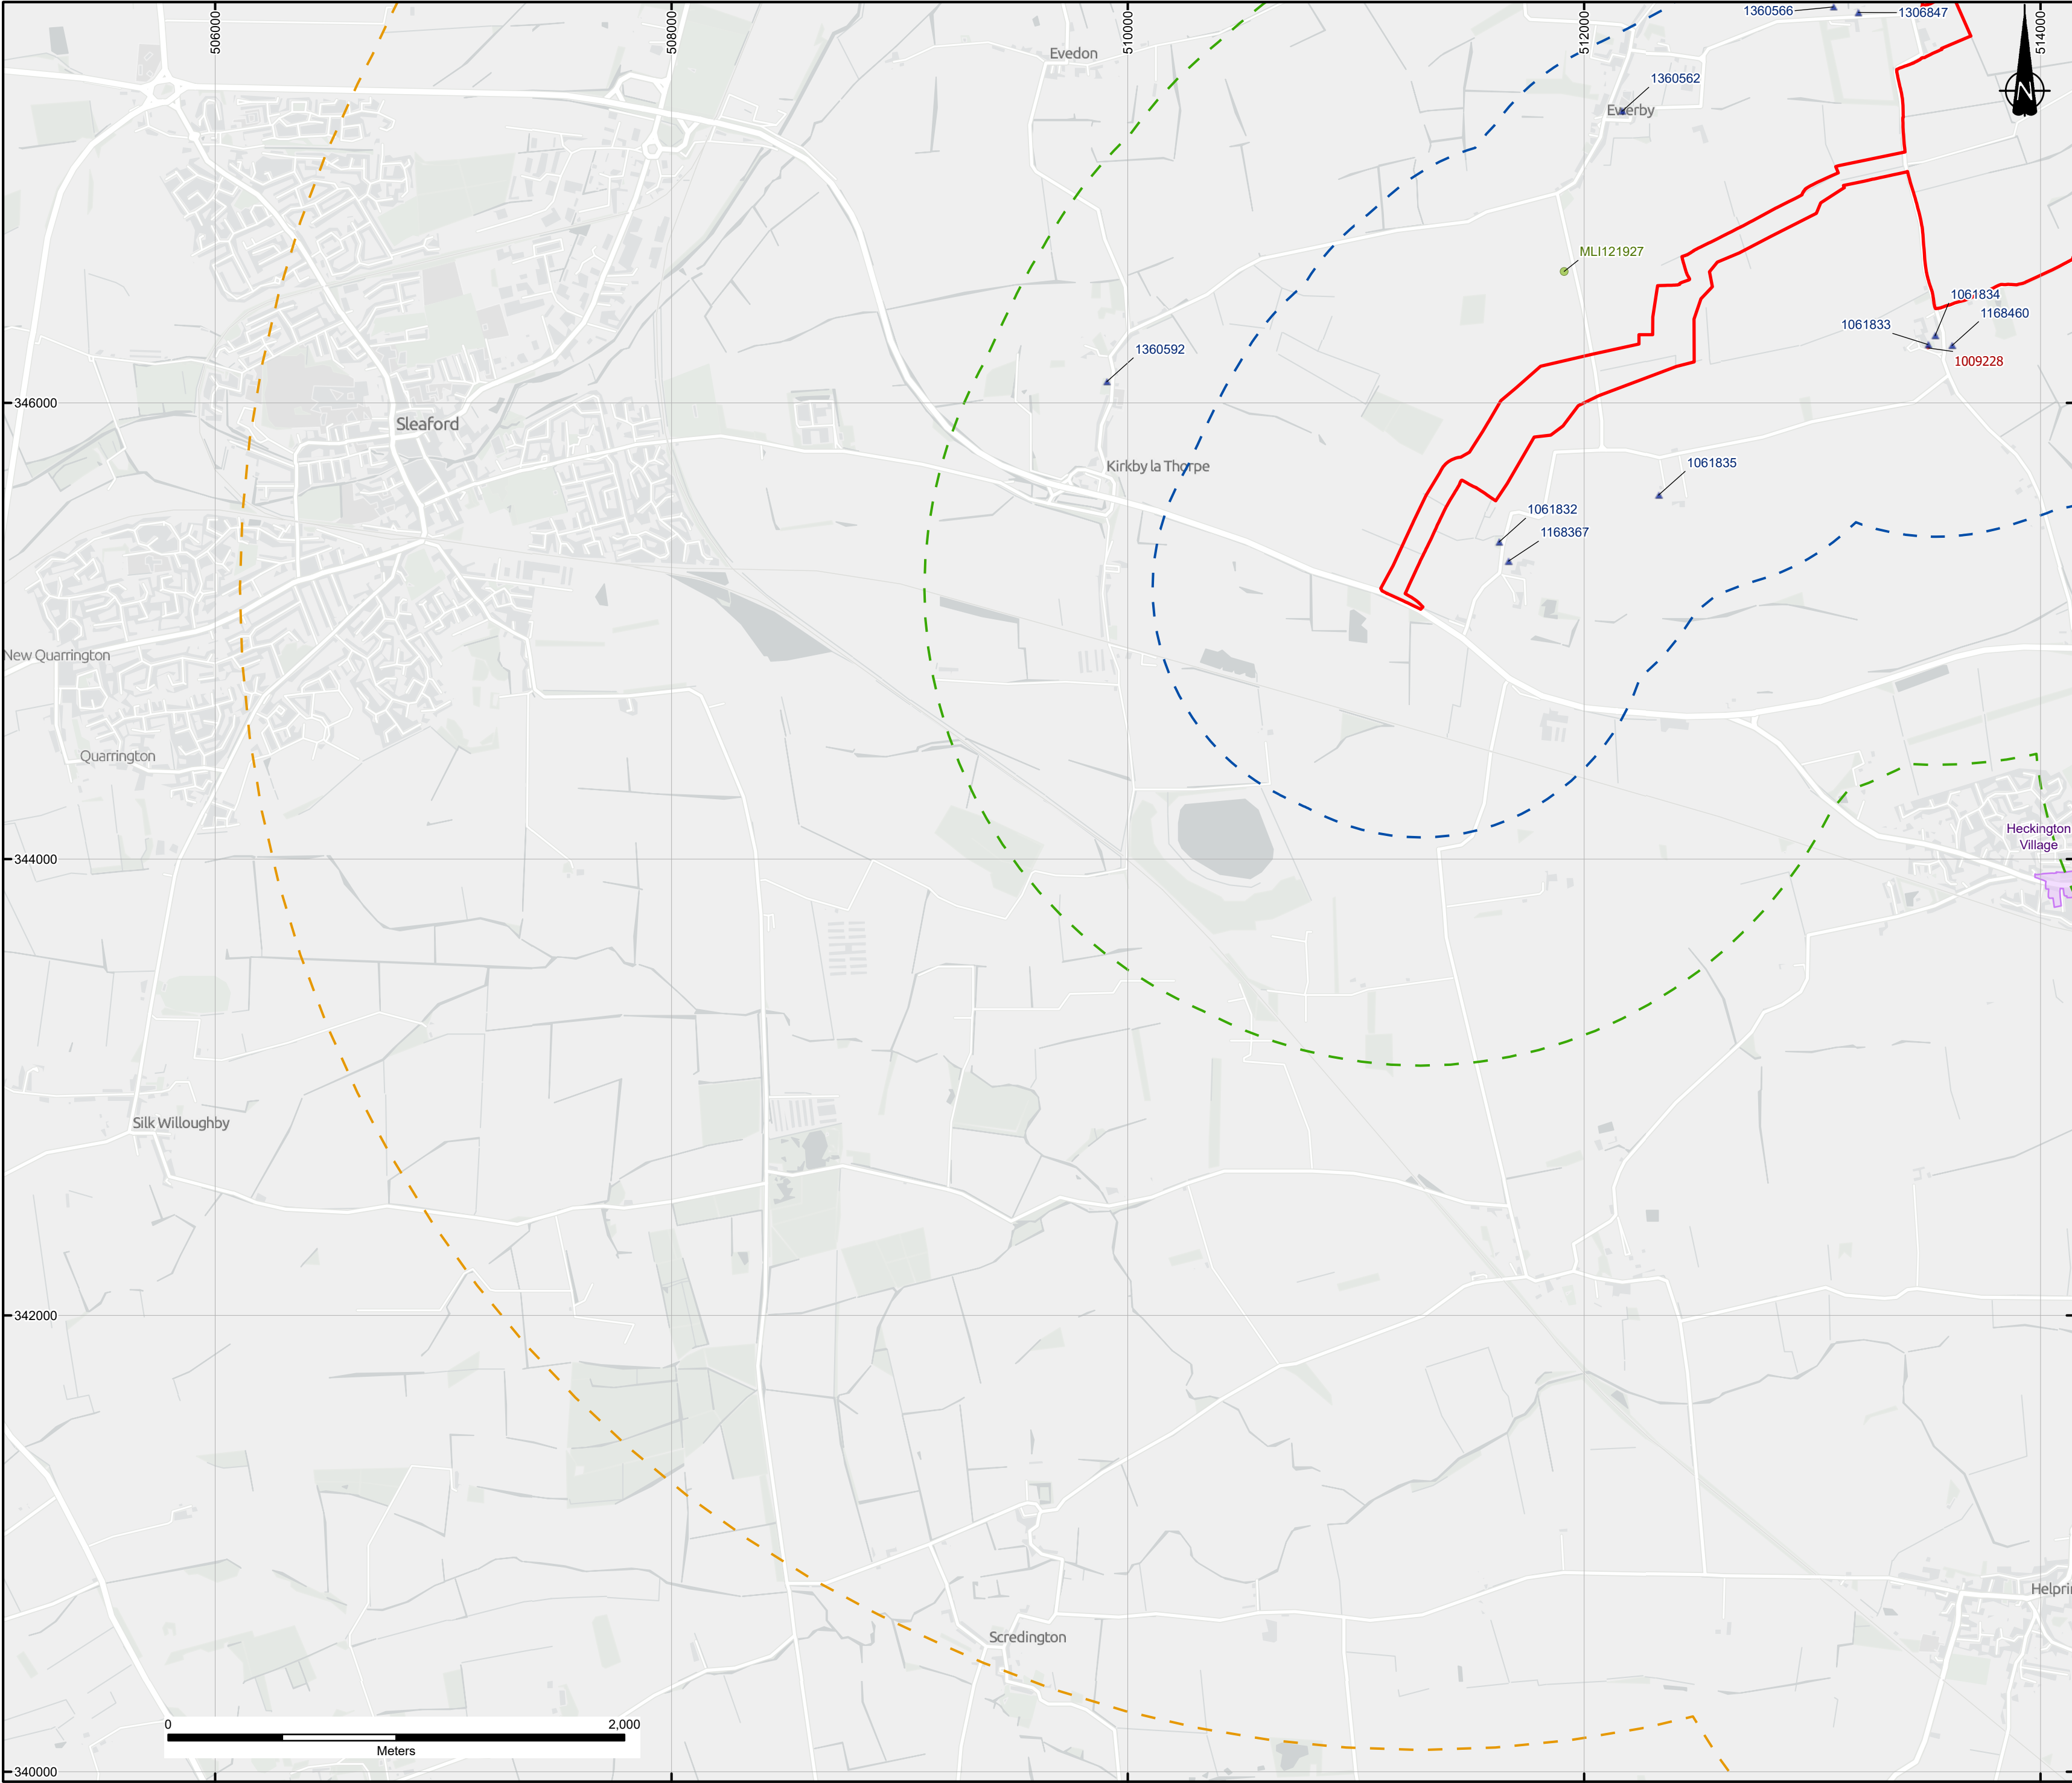 506000
508000
510000
512000
514000
1360566
1306847
Evedon
1360562
Ewerby
N
MLI121927
1061834
1168460
1061833
1009228
1360592
346000
Sleaford
Kirkby la Thorpe
1061835
1061832
1168367
New Quarrington
Quarrington
Heckington
Village
344000
Silk Willoughby
342000
Helprin
Scredington
0
2,000
Meters
340000